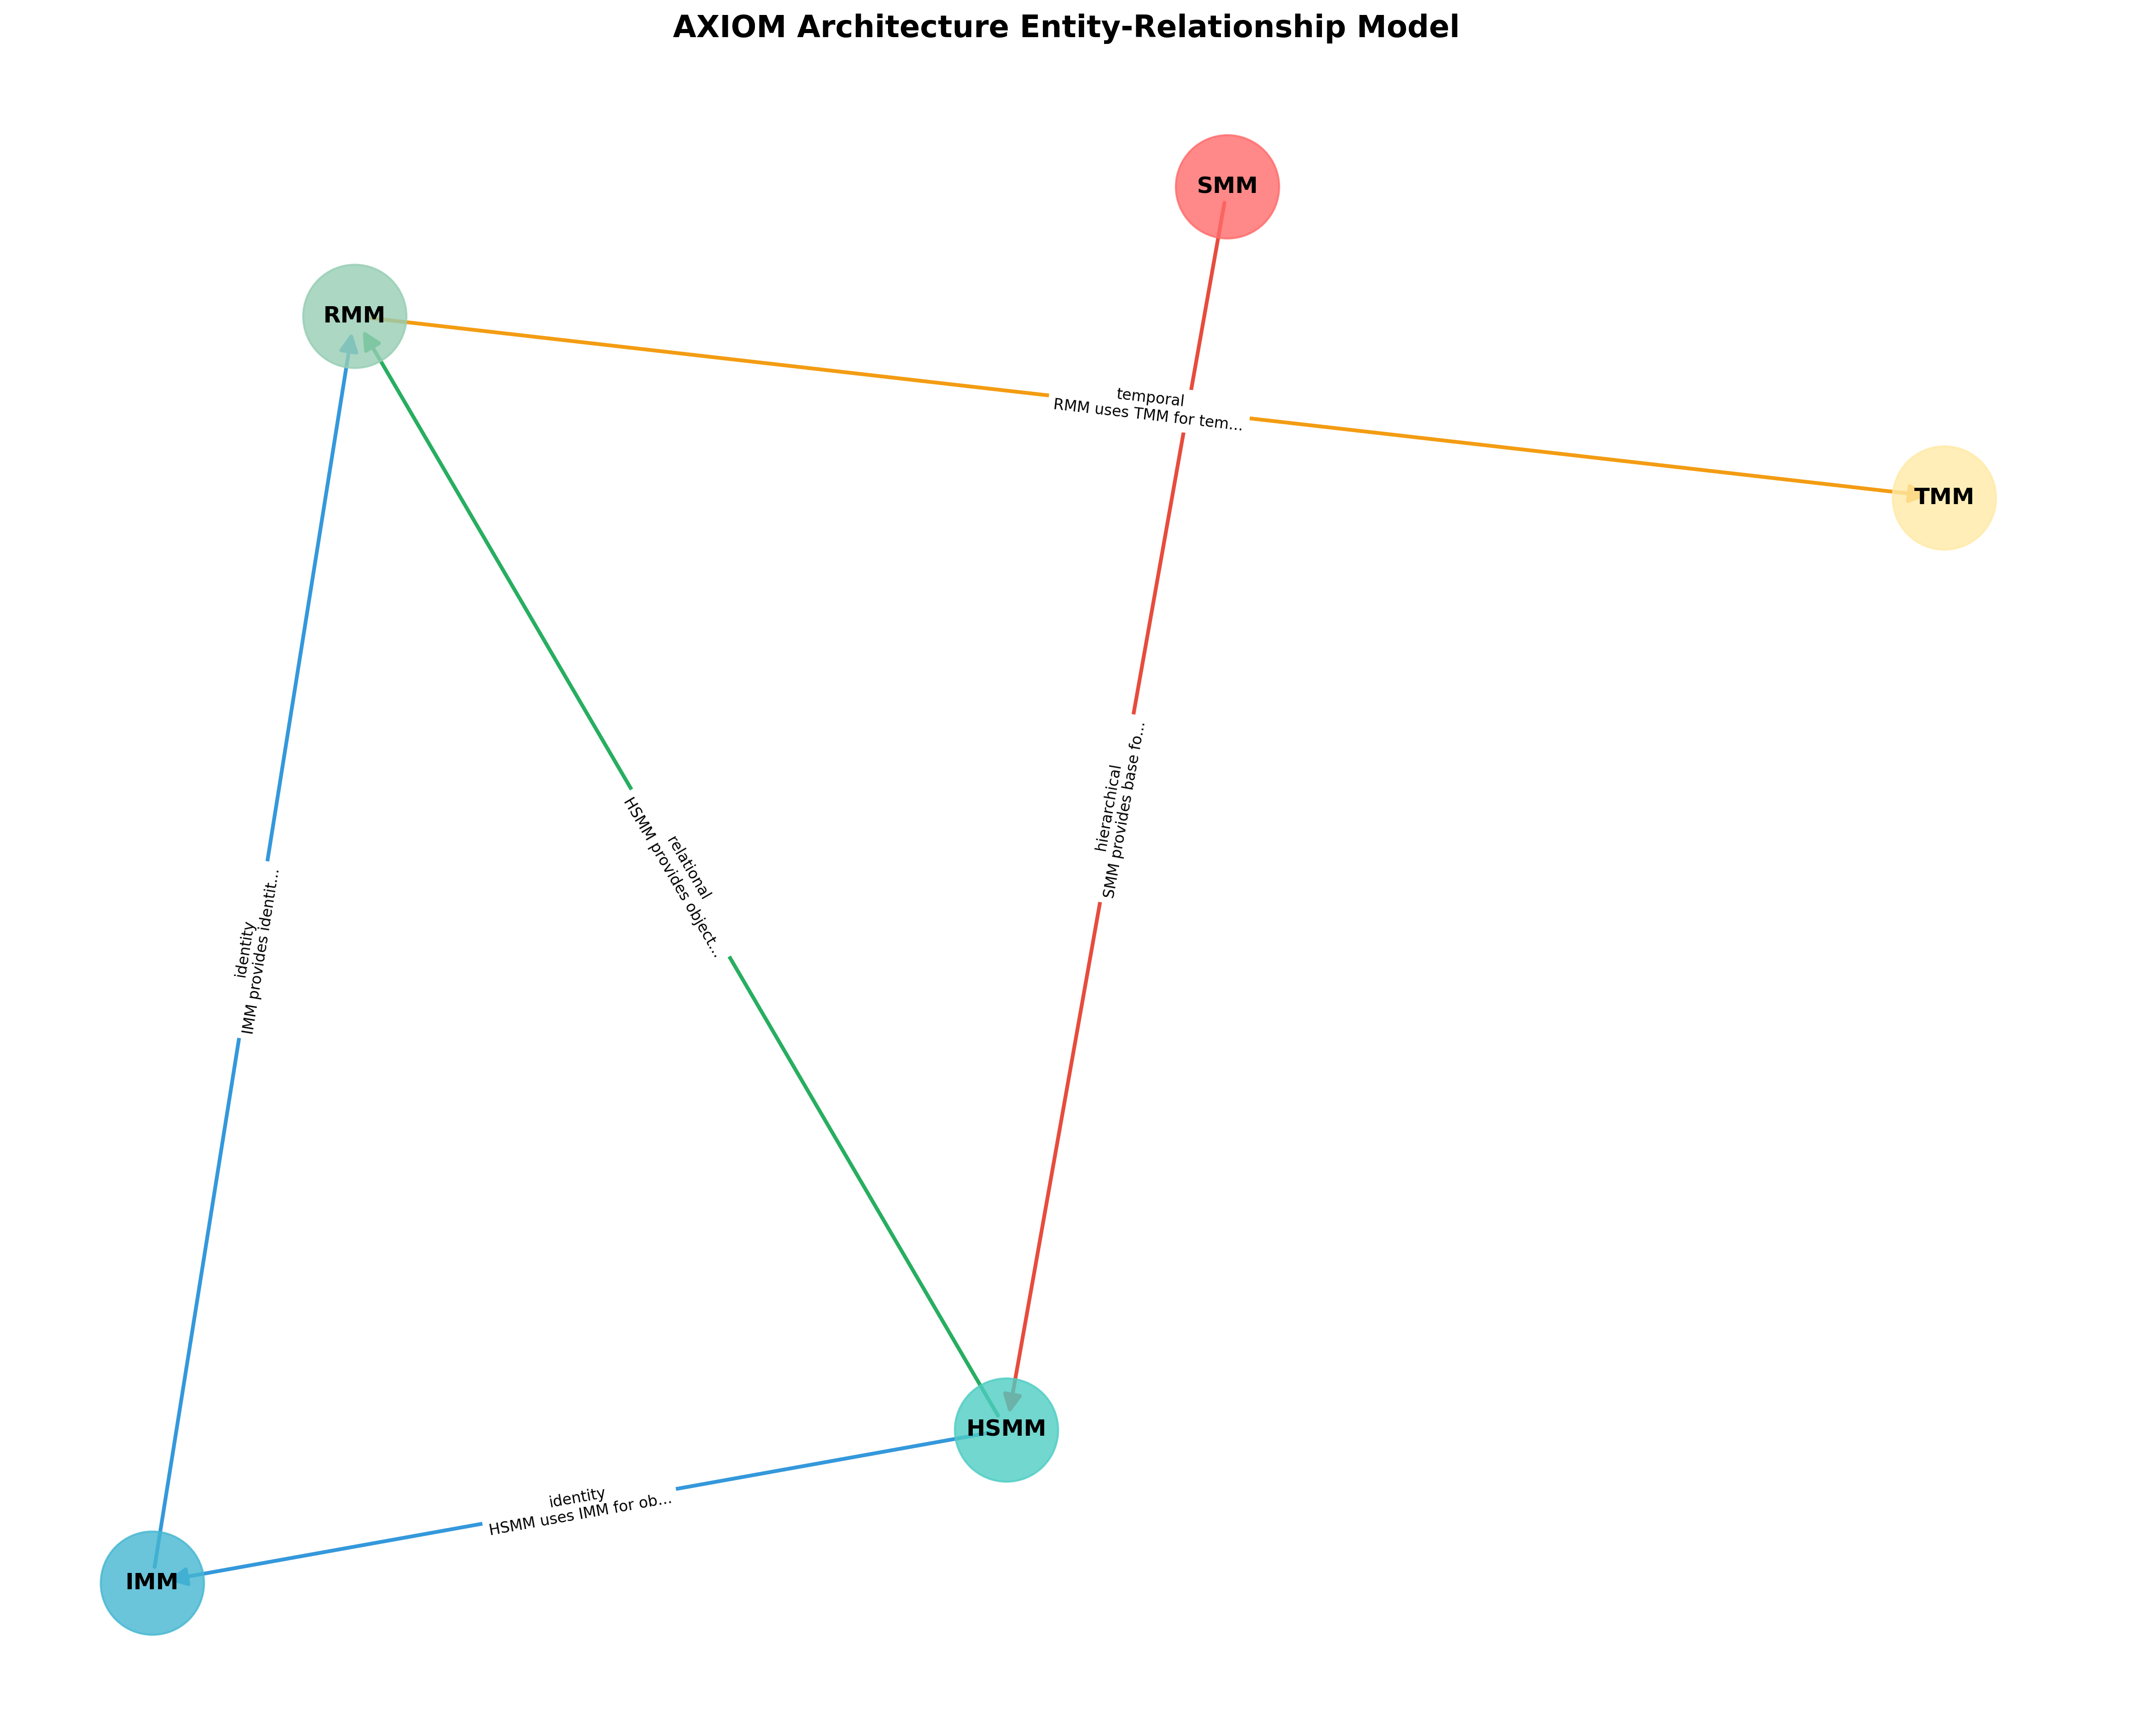 AXIOM Architecture Entity-Relationship Model
SMM
RMM
temporal
RMM uses TMM for tem...
TMM
hierarchical
SMM provides base fo...
relational
HSMM provides object...
identity
IMM provides identit...
HSMM
identity
HSMM uses IMM for ob...
IMM